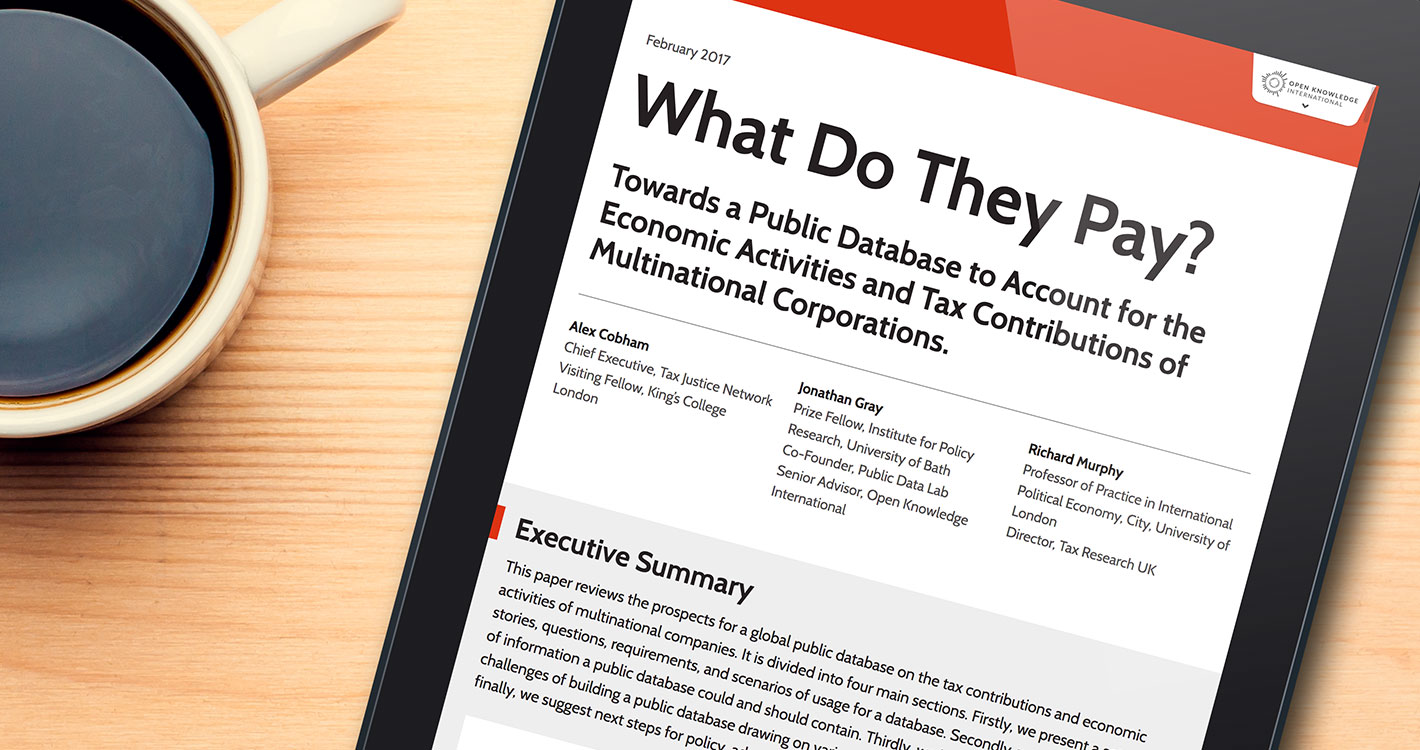 February 2017
OPEN KNOWLEDGE
INTERNATIONAL
What Do They Pay?
Towards a Public Database to Account for the
Economic Activities and Tax Contributions of
Multinational Corporations.
Alex Cobham
Chief Executive, Tax Justice Network
Visiting Fellow, King's College
London
Jonathan Gray
Prize Fellow, Institute for Policy
Research, University of Bath
Co-Founder, Public Data Lab
Senior Advisor, Open Knowledge
International
Richard Murphy
Professor of Practice in International
Political Economy, City, University of
London
Director, Tax Research UK
Executive Summary
This paper reviews the prospects for a global public database on the tax contributions and economic
activities of multinational companies. It is divided into four main sections. Firstly, we present a
stories, questions, requirements, and scenarios of usage for a database. Secondly
of information a public database could and should contain. Thirdly,
challenges of building a public database drawing on
finally, we suggest next steps for policy,